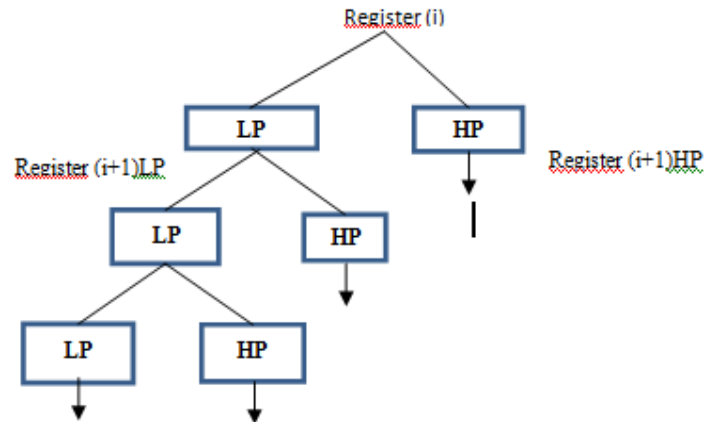 Register (i)
LP
HP
Register (i+1)LP
Register (i+1)HP
LP
HP
LP
HP